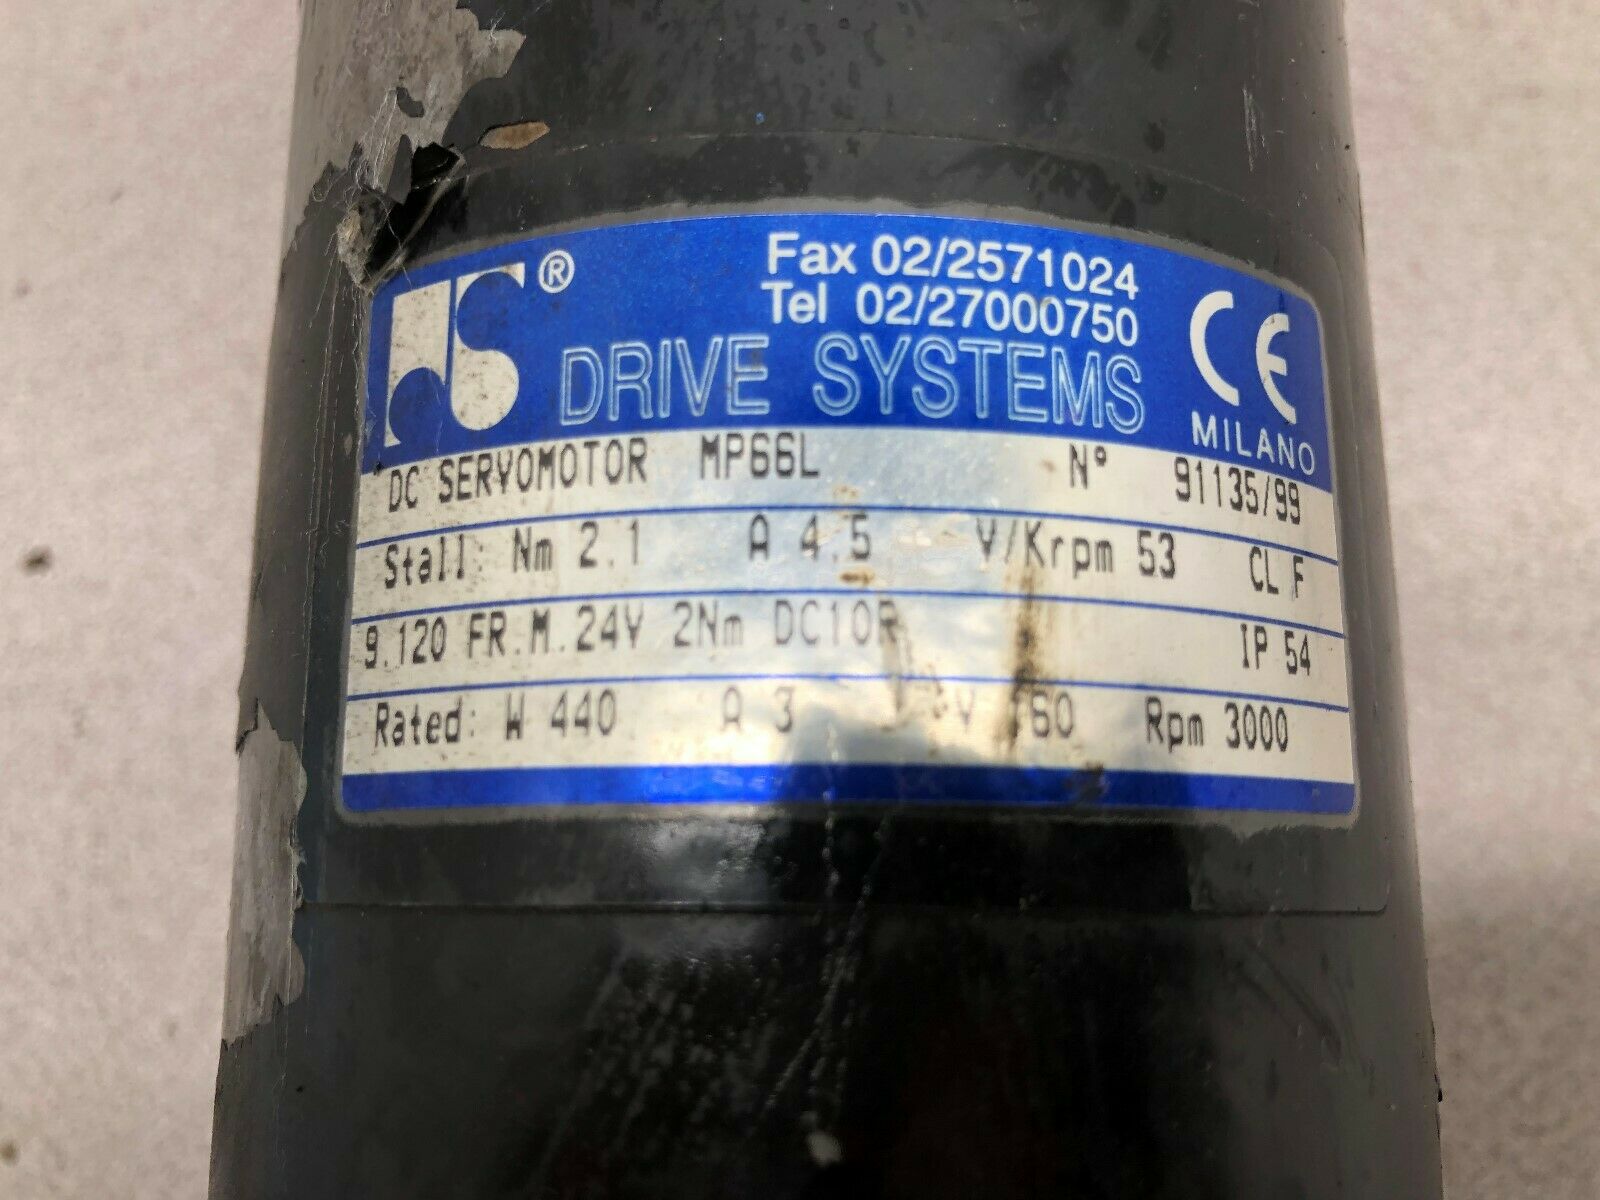 ®
Fax 02/2571024
Tel 02/27000750
DRIVE SYSTEMS
CE
MILANO
DC SERVOMOTOR MP66L N° 91135/99
Stall: Nm 2.1 A 4.5 V/Krpm 53 CL F
9.120 FR.M.24V 2Nm DC10R IP 54
Rated: W 440 A 3 V Rpm 3000